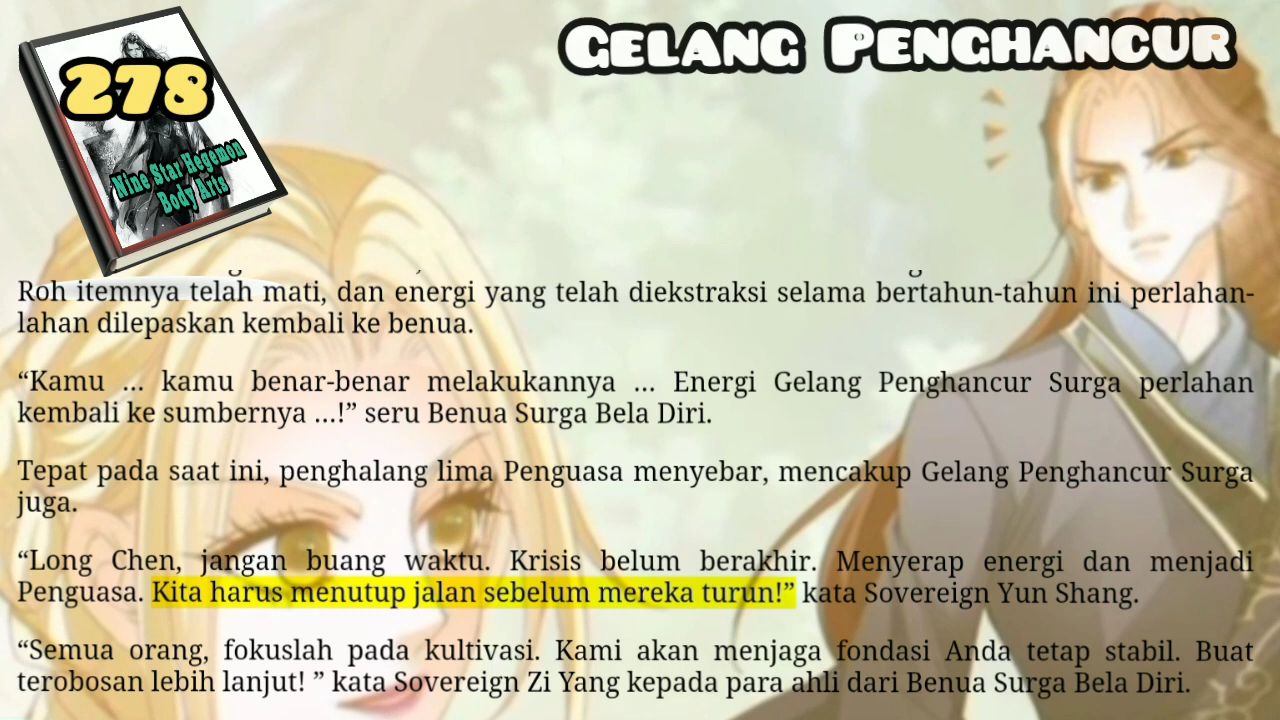 Gelang Penghancur
278
Nine Star Hegemon
Body Arts
Roh itemnya telah mati, dan energi yang telah diekstraksi selama bertahun-tahun ini perlahan-
lahan dilepaskan kembali ke benua.
“Kamu ... kamu benar-benar melakukannya ... Energi Gelang Penghancur Surga perlahan
kembali ke sumbernya ...!” seru Benua Surga Bela Diri.
Tepat pada saat ini, penghalang lima Penguasa menyebar, mencakup Gelang Penghancur Surga
juga.
“Long Chen, jangan buang waktu. Krisis belum berakhir. Menyerap energi dan menjadi
Penguasa. Kita harus menutup jalan sebelum mereka turun!” kata Sovereign Yun Shang.
“Semua orang, fokuslah pada kultivasi. Kami akan menjaga fondasi Anda tetap stabil. Buat
terobosan lebih lanjut! ” kata Sovereign Zi Yang kepada para ahli dari Benua Surga Bela Diri.